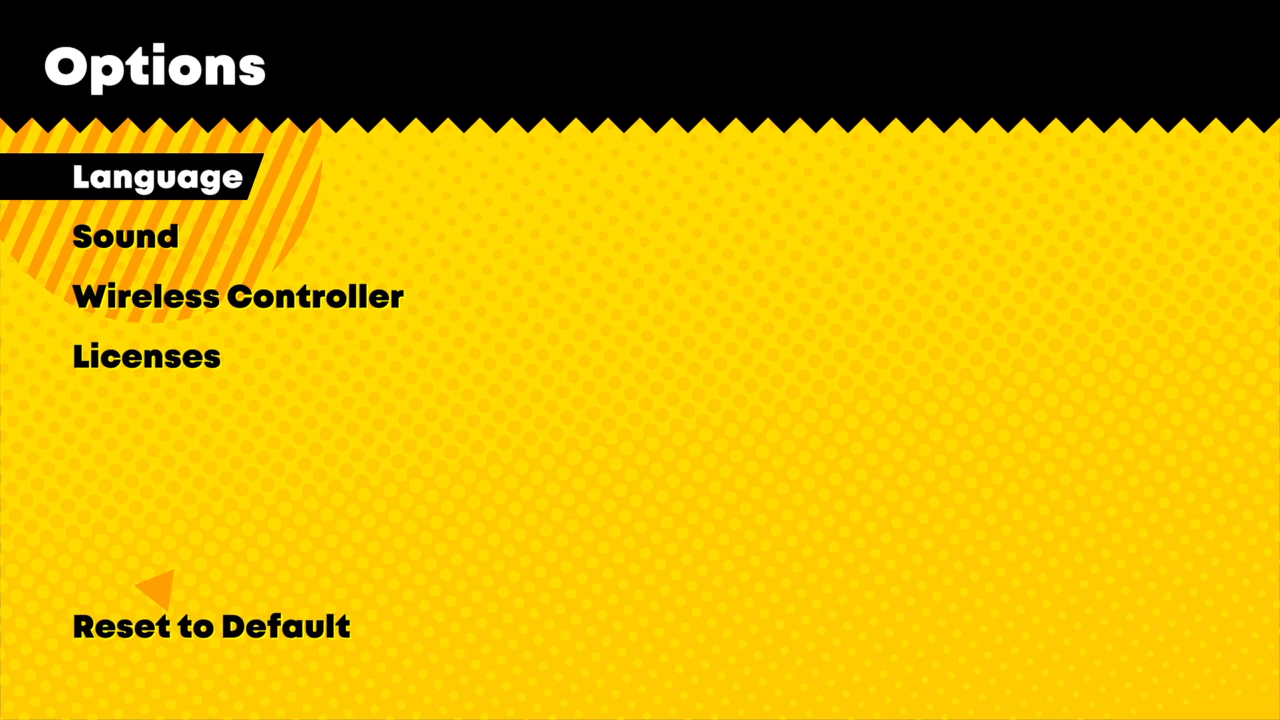 Options
Language
Sound
Wireless Controller
Licenses
Reset to Default